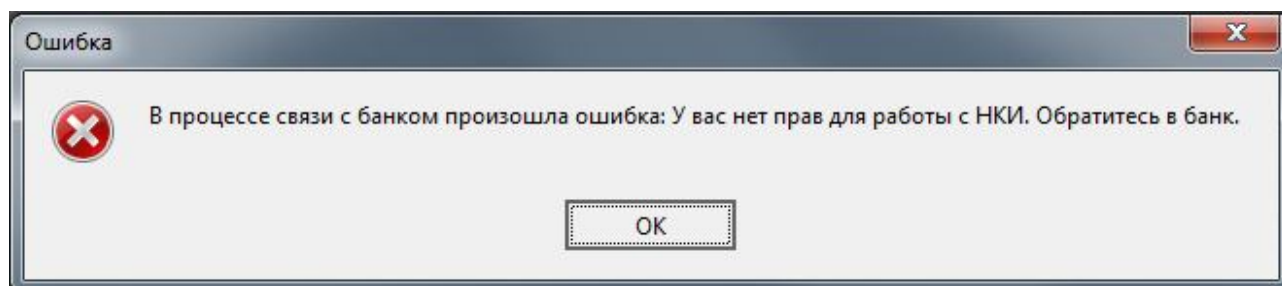 Ошибка
В процессе связи с банком произошла ошибка: У вас нет прав для работы с НКИ. Обратитесь в банк.
OK